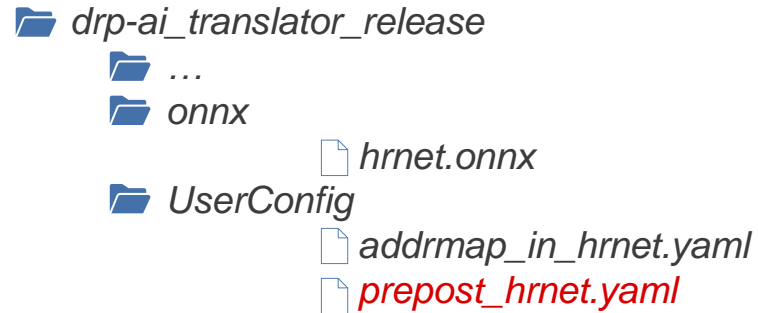 drp-ai_translator_release
…
onnx
hrnet.onnx
UserConfig
addrmap_in_hrnet.yaml
prepost_hrnet.yaml